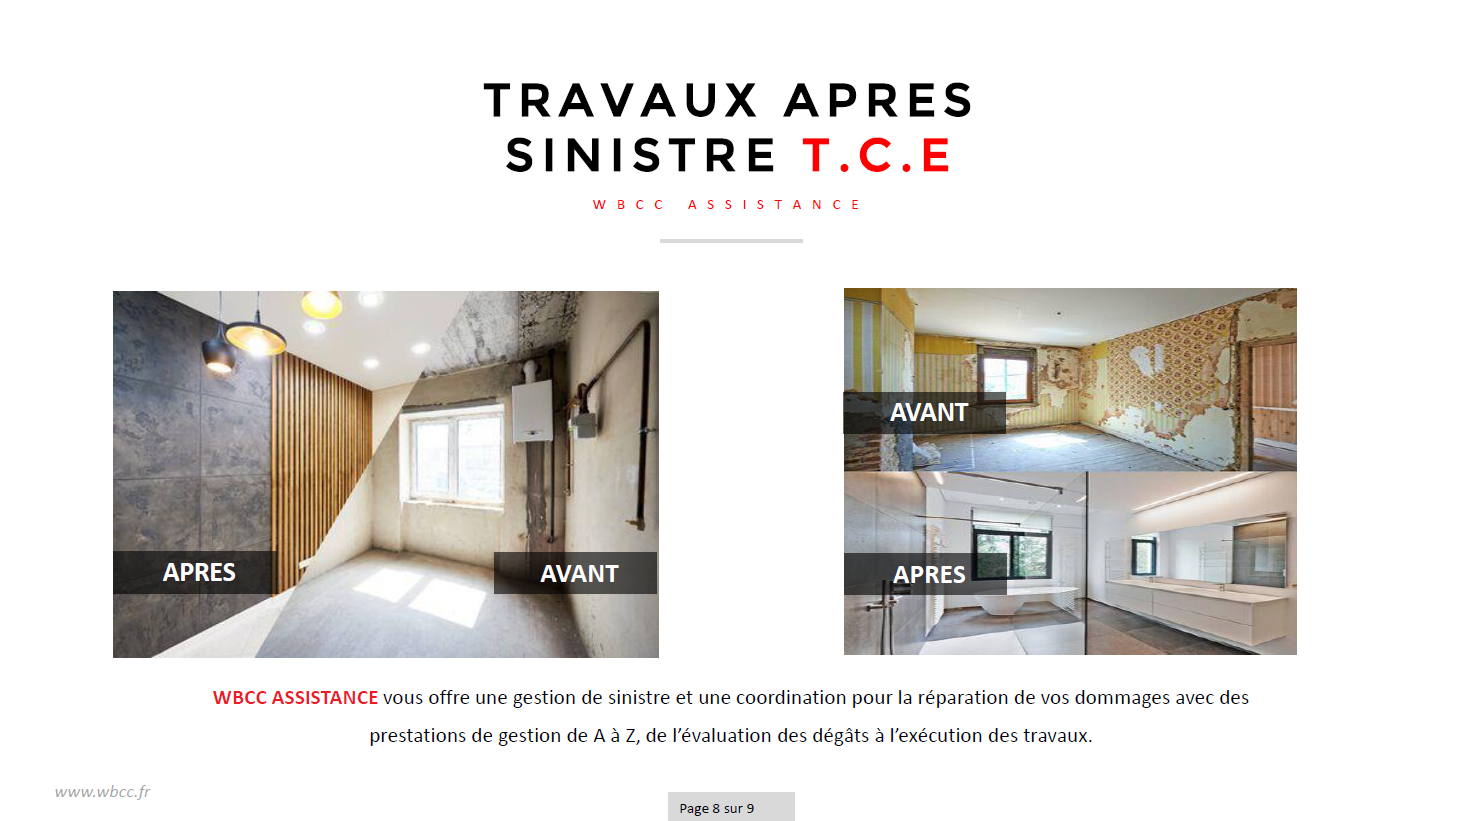 TRAVAUX APRES
SINISTRE T.C.E
WBCC ASSISTANCE
APRES
AVANT
AVANT
APRES
WBCC ASSISTANCE vous offre une gestion de sinistre et une coordination pour la réparation de vos dommages avec des
prestations de gestion de A à Z, de l’évaluation des dégâts à l’exécution des travaux.
www.wbcc.fr
Page 8 sur 9